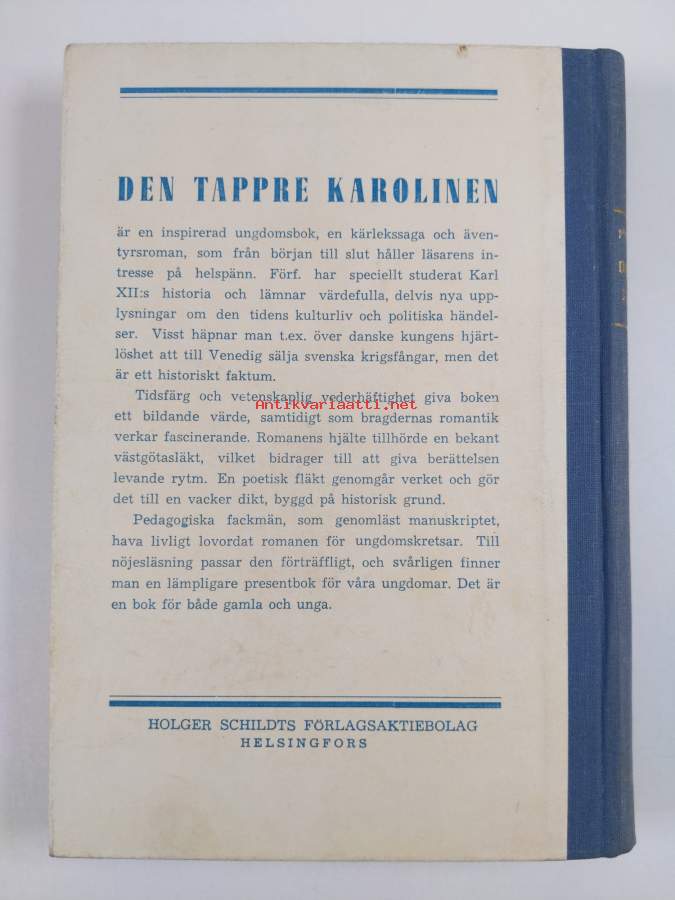 DEN TAPPRE KAROLINEN
är en inspirerad ungdomsbok, en kärlekssaga och även-
tyrsroman, som från början till slut håller läsarens in-
tresse på helspänn. Förf. har speciellt studerat Karl
XII:s historia och lämnar värdefulla, delvis nya upp-
lysningar om den tidens kulturliv och politiska händel-
ser. Visst häpnar man t.ex. över danske kungens hjärt-
löshet att till Venedig sälja svenska krigsfångar, men det
är ett historiskt faktum.
Tidsfärg och vetenskaplig vederhäftighet giva boken
Antikvariaatti.net
ett bildande värde, samtidigt som bragdernas romantik
verkar fascinerande. Romanens hjälte tillhörde en bekant
västgötasläkt, vilket bidrager till att giva berättelsen
levande rytm. En poetisk fläkt genomgår verket och gör
det till en vacker dikt, byggd på historisk grund.
Pedagogiska fackmän, som genomläst manuskriptet,
hava livligt lovordat romanen för ungdomskretsar. Till
nöjesläsning passar den förträffligt, och svårligen finner
man en lämpligare presentbok för våra ungdomar. Det är
en bok för både gamla och unga.
HOLGER SCHILDTS FÖRLAGSAKTIEBOLAG
HELSINGFORS